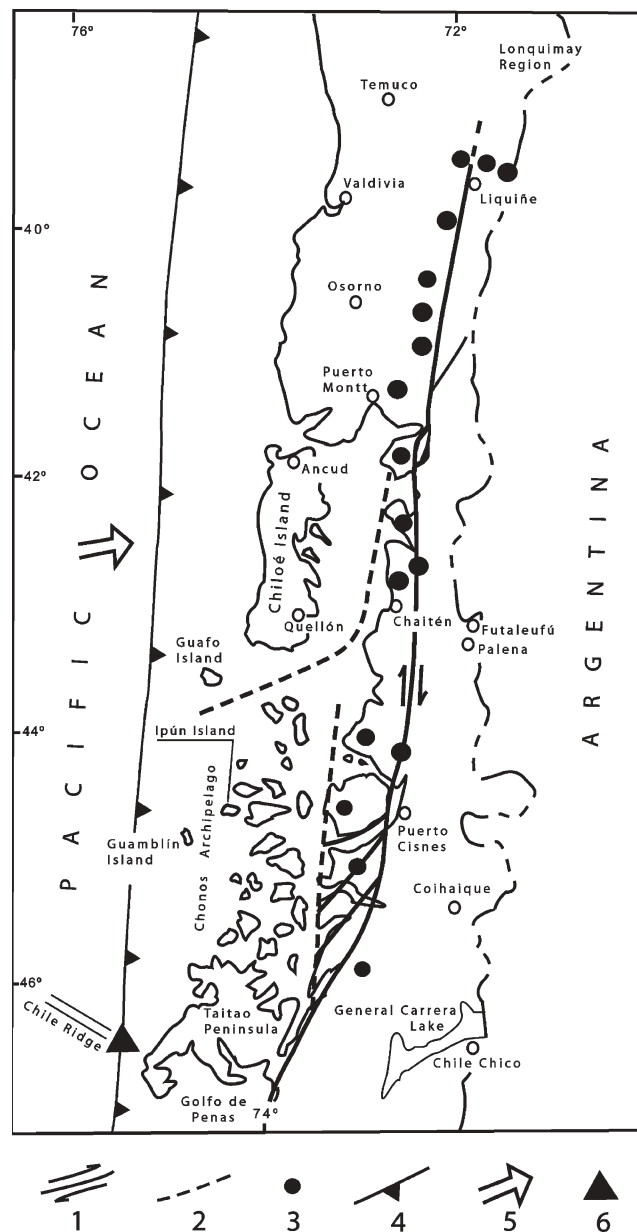 76°
72°
Lonquimay
Region
Temuco
Valdivia
Liquiñe
40°
Osorno
Puerto
Montt
PACIFIC OCEAN
Ancud
42°
Chiloé Island
ARGENTINA
Quellón
Chaitén
Futaleufú
Palena
Guafo
Island
44°
Ipún Island
Chonos Archipelago
Puerto
Cisnes
Guamblín
Island
Coihaique
46°
Chile Ridge
Taitao
Peninsula
General Carrera
Lake
Chile Chico
Golfo de
Penas
74°
1 2 3 4 5 6